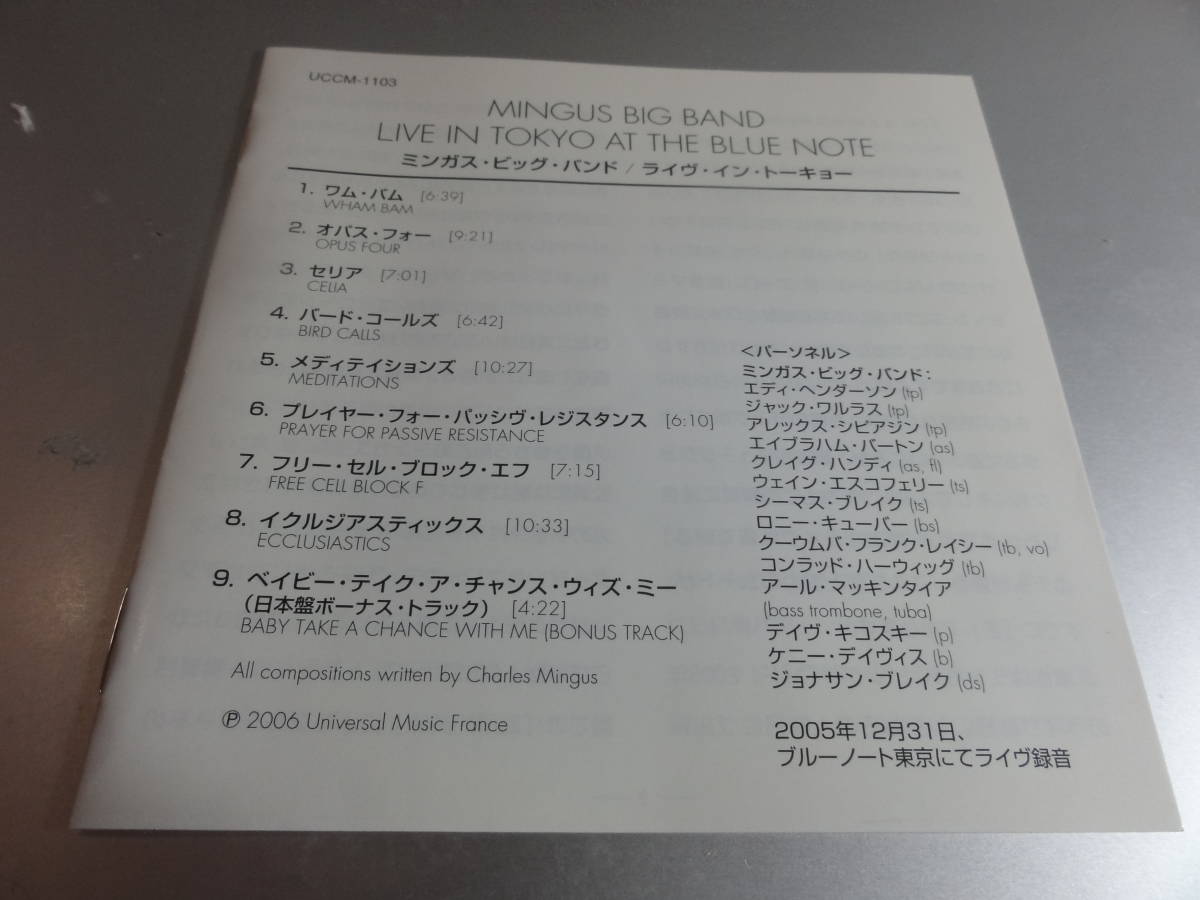 UCCM-1103
MINGUS BIG BAND
LIVE IN TOKYO AT THE BLUE NOTE
ミンガス・ビッグ・バンド / ライヴ・イン・トーキョー
1. ワム・バム [6:39]
WHAM BAM
2. オパス・フォー [9:21]
OPUS FOUR
3. セリア [7:01]
CELIA
4. バード・コールズ [6:42]
BIRD CALLS
5. メディテイションズ [10:27]
MEDITATIONS
6. プレイヤー・フォー・パッシヴ・レジスタンス [6:10]
PRAYER FOR PASSIVE RESISTANCE
7. フリー・セル・ブロック・エフ [7:15]
FREE CELL BLOCK F
8. イクルジアスティックス [10:33]
ECCLUSIASTICS
9. ベイビー・テイク・ア・チャンス・ウィズ・ミー
(日本盤ボーナス・トラック) [4:22]
BABY TAKE A CHANCE WITH ME (BONUS TRACK)
All compositions written by Charles Mingus
℗ 2006 Universal Music France
＜パーソネル＞
ミンガス・ビッグ・バンド：
エディ・ヘンダーソン (tp)
ジャック・ワルラス (tp)
アレックス・シピアジン (tp)
エイブラハム・バートン (as)
クレイグ・ハンディ (as, fl)
ウェイン・エスコフェリー (ts)
シーマス・ブレイク (ts)
ロニー・キューバー (bs)
クーウムバ・フランク・レイシー (tb, vo)
コンラッド・ハーウィッグ (tb)
アール・マッキンタイア
(bass trombone, tuba)
デイヴ・キコスキー (p)
ケニー・デイヴィス (b)
ジョナサン・ブレイク (ds)
2005年12月31日、
ブルーノート東京にてライヴ録音